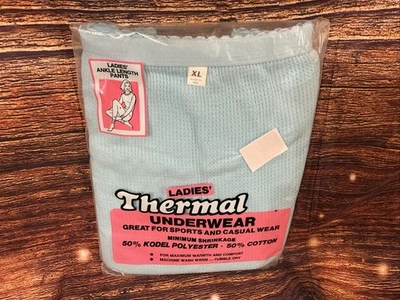 LADIES'
ANKLE LENGTH
PANTS
XL
LADIES'
Thermal
UNDERWEAR
GREAT FOR SPORTS AND CASUAL WEAR
MINIMUM SHRINKAGE
50% KODEL POLYESTER - 50% COTTON
• FOR MAXIMUM WARMTH AND COMFORT
• MACHINE WASH WARM — TUMBLE DRY